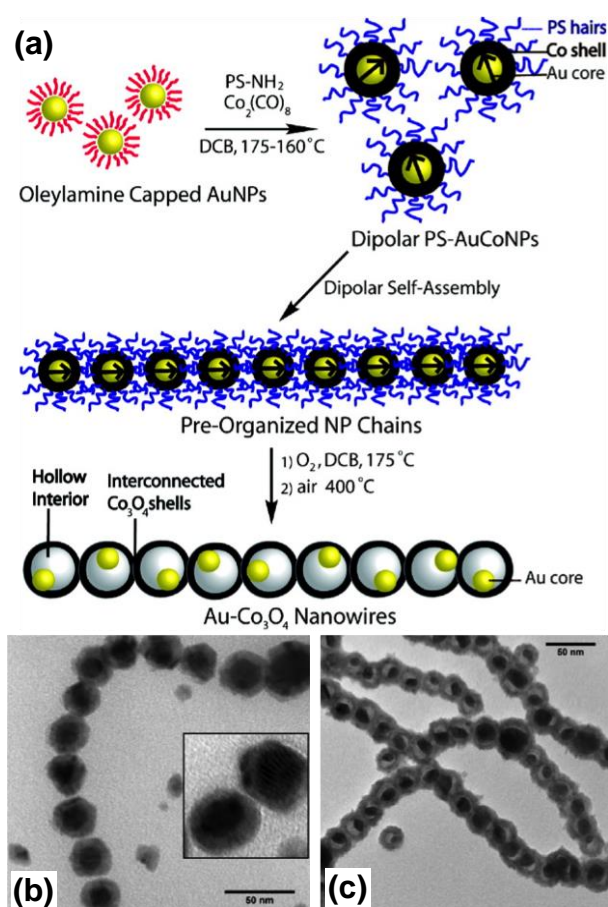 (a)
PS hairs
Co shell
Au core
PS-NH₂
Co₂(CO)₈
DCB, 175-160°C
Oleylamine Capped AuNPs
Dipolar PS-AuCoNPs
Dipolar Self-Assembly
Pre-Organized NP Chains
1) O₂, DCB, 175°C
2) air 400°C
Hollow
Interior
Interconnected
Co₃O₄shells
Au core
Au-Co₃O₄ Nanowires
50 nm
(b)
50 nm
(c)